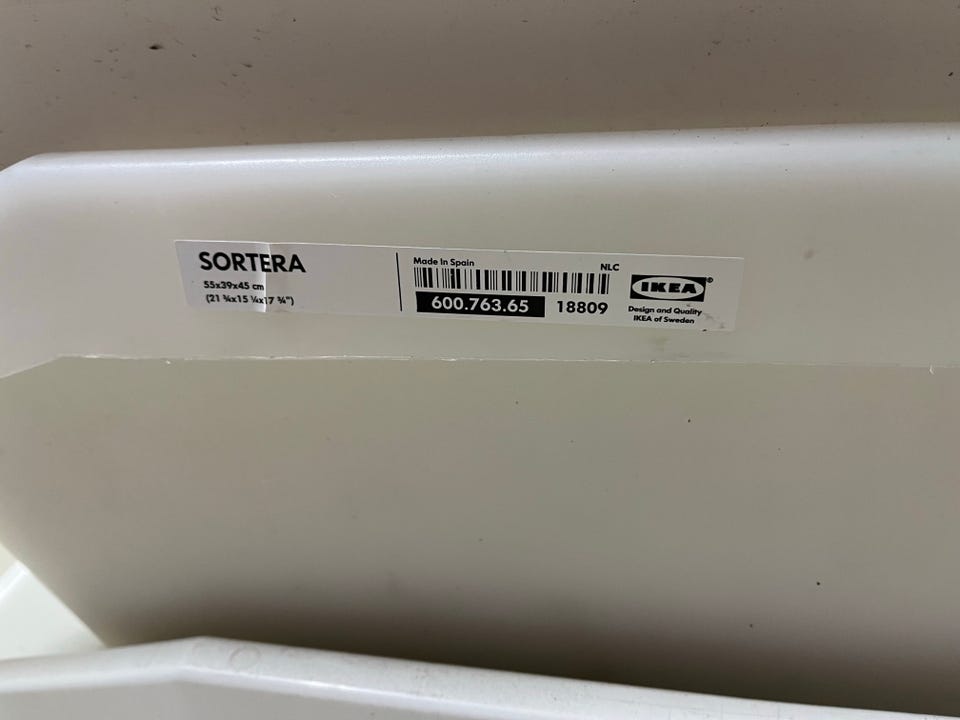 SORTERA
55x39x45 cm
(21 ¾x15 ¼x17 ¾")
Made In Spain
NLC
600.763.65 18809
IKEA®
Design and Quality
IKEA of Sweden